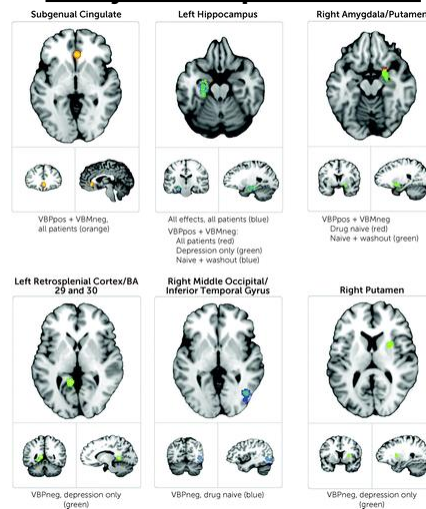 Subgenual Cingulate
Left Hippocampus
Right Amygdala/Putamen
VBPpos + VBMneg,
all patients (orange)
All effects, all patients (blue)
VBPpos + VBMneg:
All patients (red)
Depression only (green)
Naive + washout (blue)
VBPpos + VBMneg
Drug naive (red)
Naive + washout (green)
Left Retrosplenial Cortex/BA
29 and 30
Right Middle Occipital/
Inferior Temporal Gyrus
Right Putamen
VBPneg, depression only
(green)
VBPneg, drug naive (blue)
VBPneg, depression only
(green)